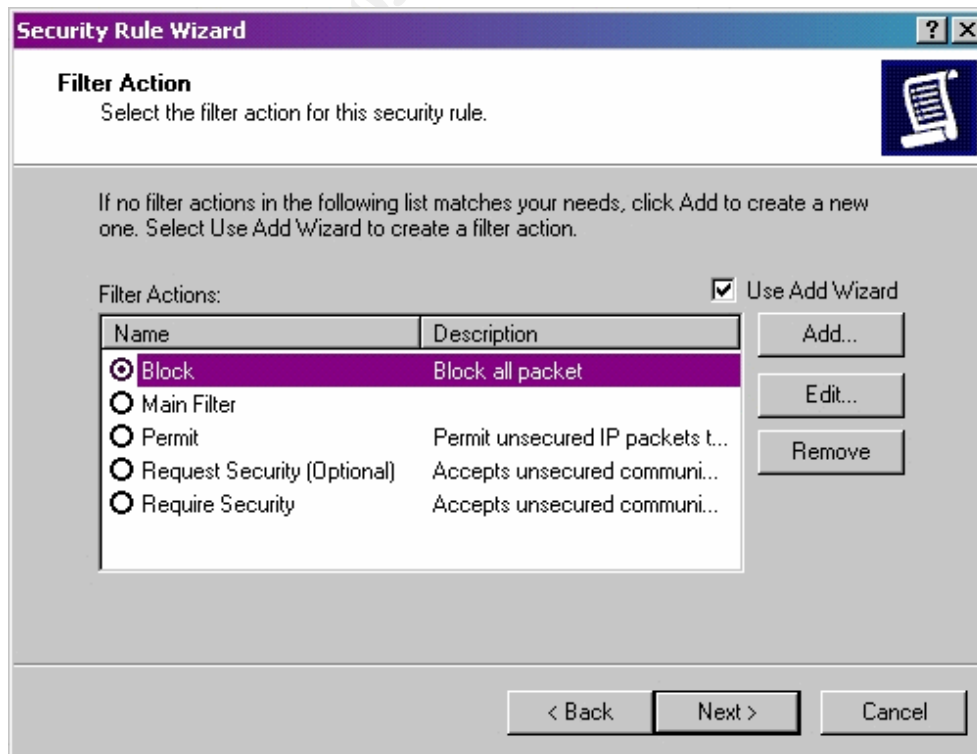 Security Rule Wizard
Filter Action
Select the filter action for this security rule.
If no filter actions in the following list matches your needs, click Add to create a new
one. Select Use Add Wizard to create a filter action.
Filter Actions:
Use Add Wizard
Name Description
Block Block all packet
Main Filter
Permit Permit unsecured IP packets t...
Request Security (Optional) Accepts unsecured communi...
Require Security Accepts unsecured communi...
Add...
Edit...
Remove
< Back Next > Cancel